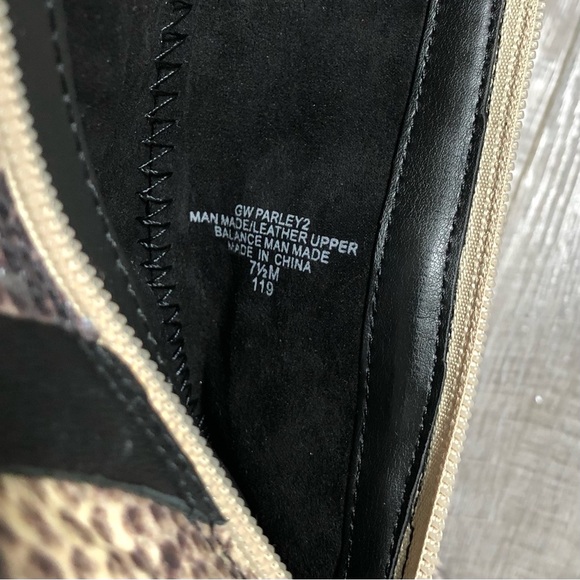 GW PARLEY2
MAN MADE/LEATHER UPPER
BALANCE MAN MADE
MADE IN CHINA
7½M
119